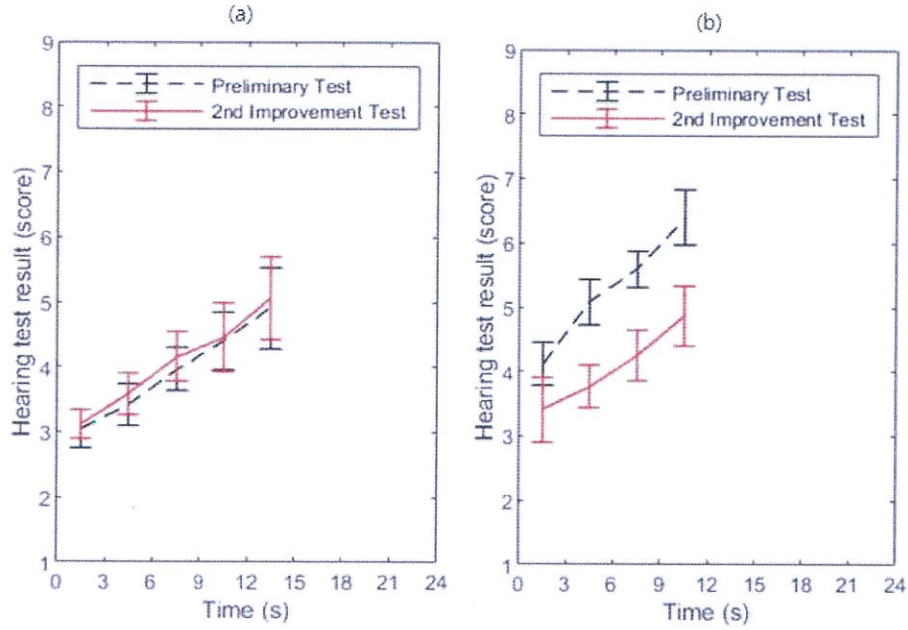 (a)
9
8
7
6
5
4
3
2
1
Hearing test result (score)
Preliminary Test
2nd Improvement Test
0 3 6 9 12 15 18 21 24
Time (s)
(b)
9
8
7
6
5
4
3
2
1
Hearing test result (score)
Preliminary Test
2nd Improvement Test
0 3 6 9 12 15 18 21 24
Time (s)